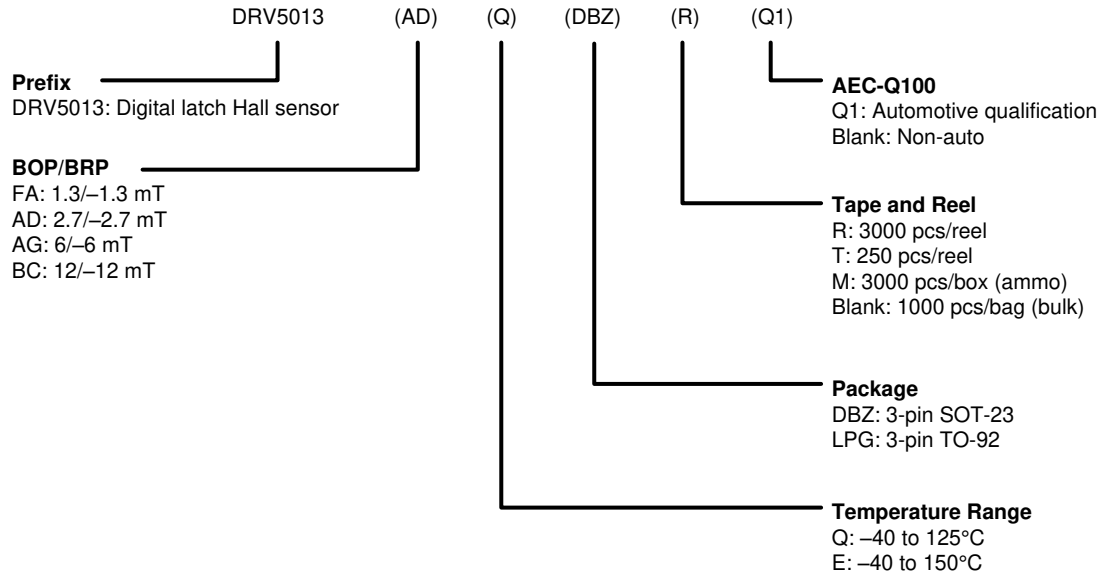 DRV5013 (AD) (Q) (DBZ) (R) (Q1)
Prefix
DRV5013: Digital latch Hall sensor
BOP/BRP
FA: 1.3/–1.3 mT
AD: 2.7/–2.7 mT
AG: 6/–6 mT
BC: 12/–12 mT
AEC-Q100
Q1: Automotive qualification
Blank: Non-auto
Tape and Reel
R: 3000 pcs/reel
T: 250 pcs/reel
M: 3000 pcs/box (ammo)
Blank: 1000 pcs/bag (bulk)
Package
DBZ: 3-pin SOT-23
LPG: 3-pin TO-92
Temperature Range
Q: –40 to 125°C
E: –40 to 150°C